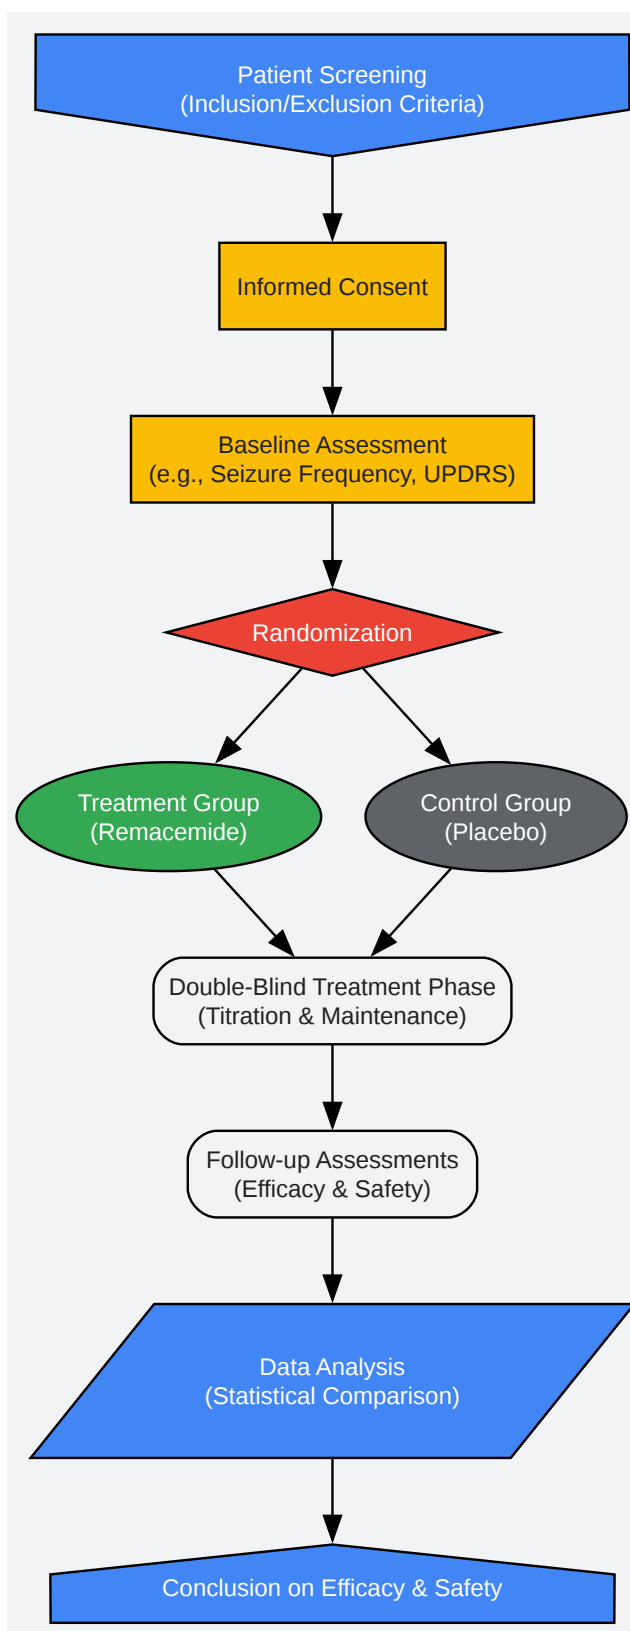 Patient Screening
(Inclusion/Exclusion Criteria)
Informed Consent
Baseline Assessment
(e.g., Seizure Frequency, UPDRS)
Randomization
Treatment Group
(Remacemide)
Control Group
(Placebo)
Double-Blind Treatment Phase
(Titration & Maintenance)
Follow-up Assessments
(Efficacy & Safety)
Data Analysis
(Statistical Comparison)
Conclusion on Efficacy & Safety